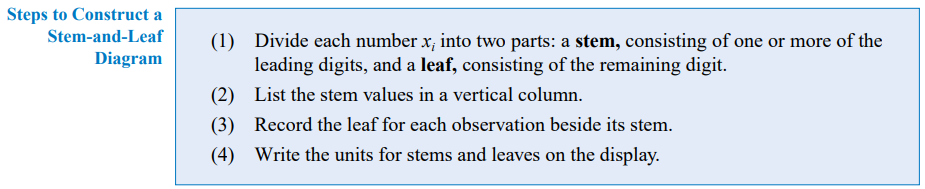 Steps to Construct a
Stem-and-Leaf
Diagram
(1) Divide each number xᵢ into two parts: a stem, consisting of one or more of the
leading digits, and a leaf, consisting of the remaining digit.
(2) List the stem values in a vertical column.
(3) Record the leaf for each observation beside its stem.
(4) Write the units for stems and leaves on the display.